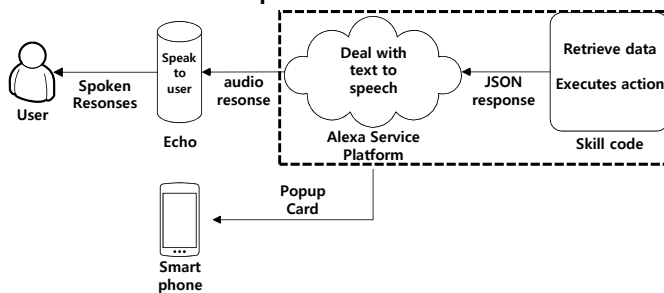 Speak
to
user
Echo
User
Spoken
Resonses
audio
resonse
Deal with
text to
speech
Alexa Service
Platform
JSON
response
Retrieve data
Executes action
Skill code
Popup
Card
Smart
phone